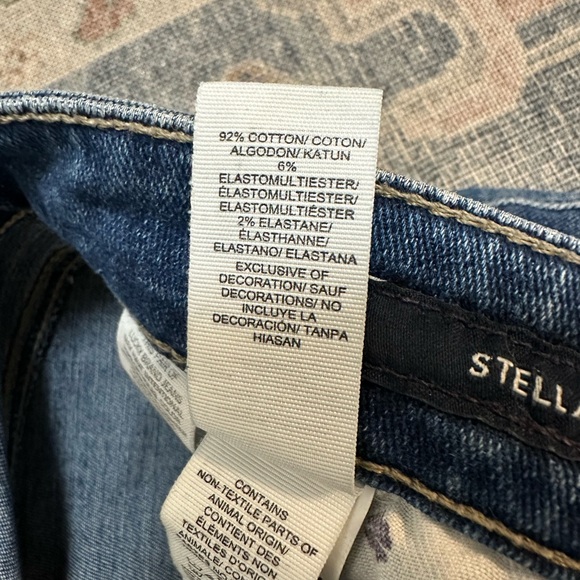 92% COTTON/ COTON/
ALGODON/ KATUN
6%
ELASTOMULTIESTER/
ÉLASTOMULTIESTER/
ELASTOMULTIÉSTER
2% ELASTANE/
ÉLASTHANNE/
ELASTANO/ ELASTANA
EXCLUSIVE OF
DECORATION/ SAUF
DECORATIONS/ NO
INCLUYE LA
DECORACIÓN/ TANPA
HIASAN
STELL
CONTAINS
NON-TEXTILE PARTS OF
ANIMAL ORIGIN/
CONTIENT DES
ÉLÉMENTS NON
TEXTILES D'ORIGINE
ANIMALE/